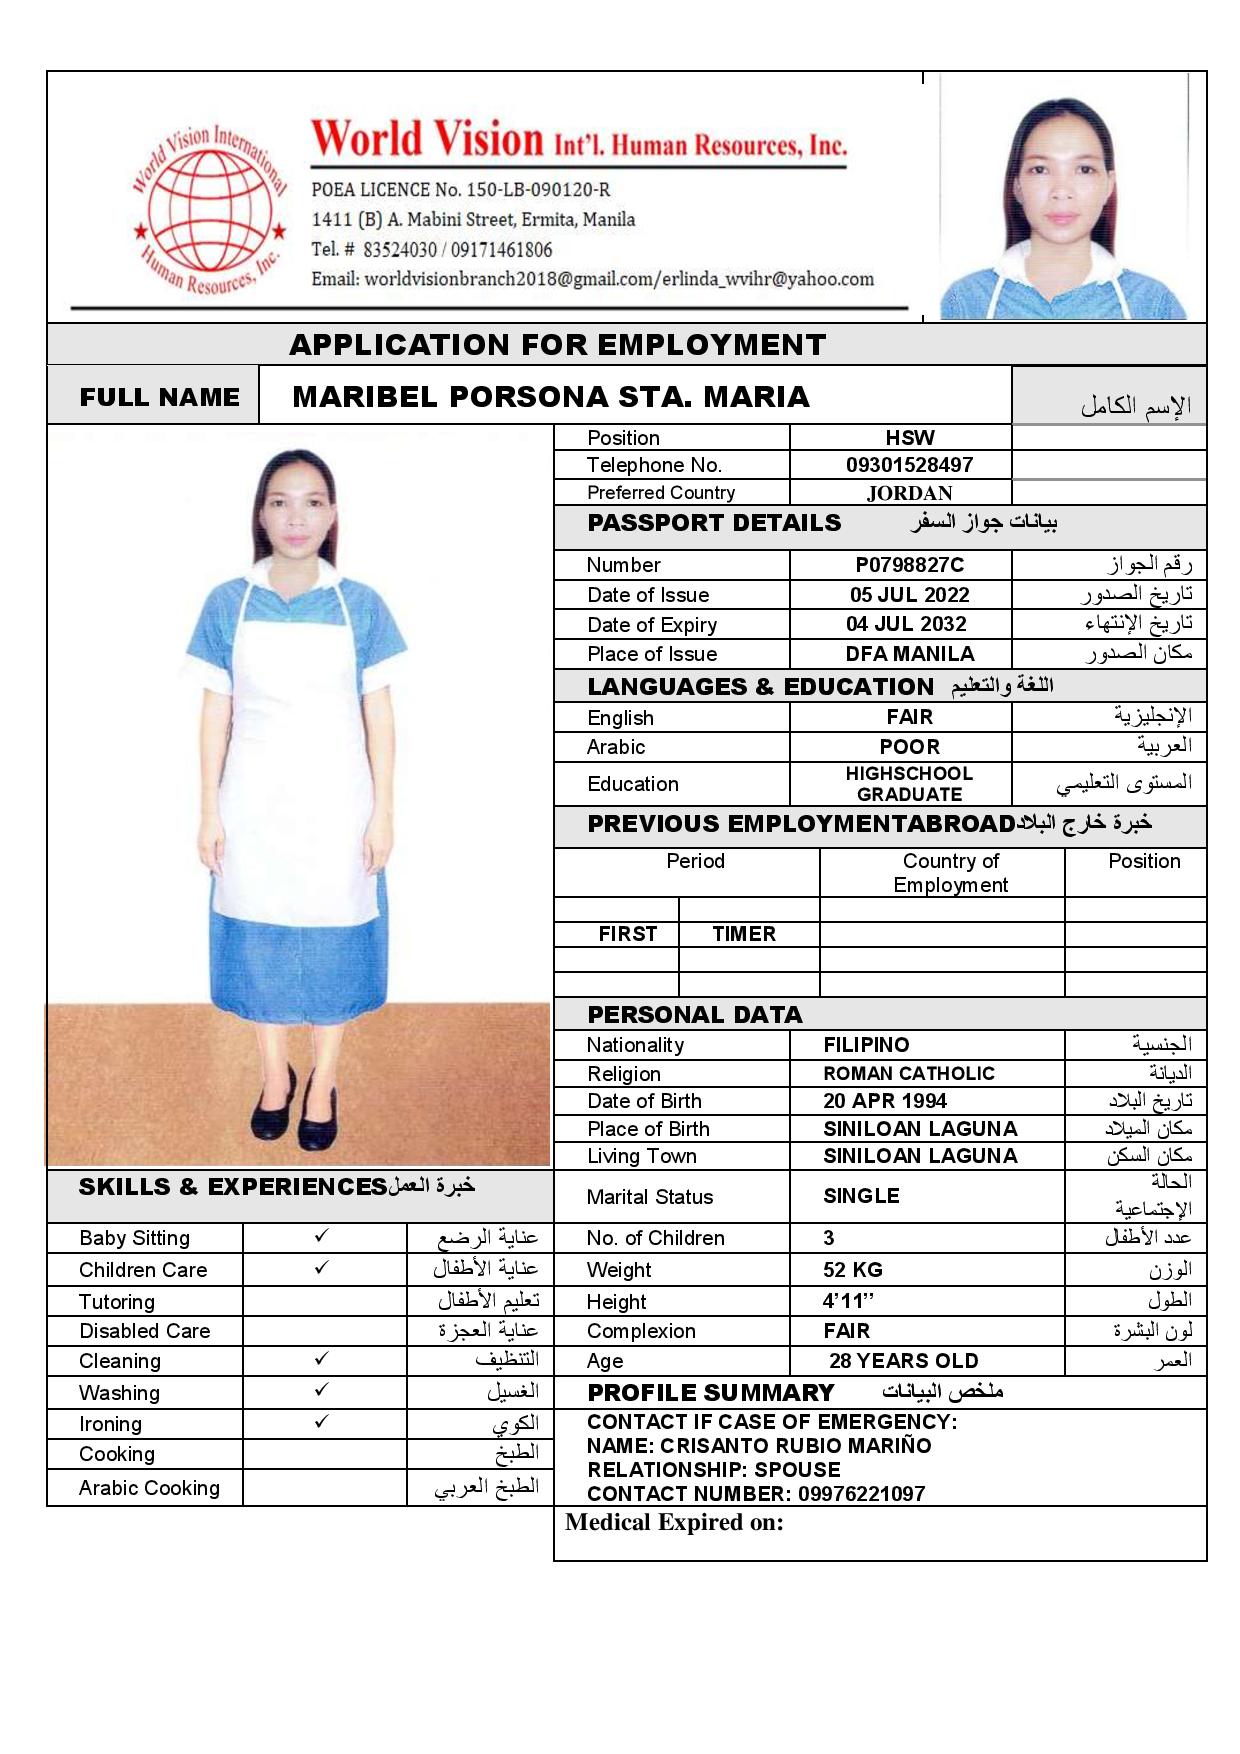 World Vision International
Human Resources, Inc.
World Vision Int'l. Human Resources, Inc.
POEA LICENCE No. 150-LB-090120-R
1411 (B) A. Mabini Street, Ermita, Manila
Tel. # 83524030 / 09171461806
Email: worldvisionbranch2018@gmail.com/erlinda_wvihr@yahoo.com
APPLICATION FOR EMPLOYMENT
FULL NAME MARIBEL PORSONA STA. MARIA الإسم الكامل
Position HSW
Telephone No. 09301528497
Preferred Country JORDAN
PASSPORT DETAILS بيانات جواز السفر
Number P0798827C رقم الجواز
Date of Issue 05 JUL 2022 تاريخ الصدور
Date of Expiry 04 JUL 2032 تاريخ الإنتهاء
Place of Issue DFA MANILA مكان الصدور
LANGUAGES & EDUCATION اللغة والتعليم
English FAIR الإنجليزية
Arabic POOR العربية
Education HIGHSCHOOL GRADUATE المستوى التعليمي
PREVIOUS EMPLOYMENTABROAD خبرة خارج البلاد
Period Country of Employment Position
FIRST TIMER
PERSONAL DATA
Nationality FILIPINO الجنسية
Religion ROMAN CATHOLIC الديانة
Date of Birth 20 APR 1994 تاريخ البلاد
Place of Birth SINILOAN LAGUNA مكان الميلاد
Living Town SINILOAN LAGUNA مكان السكن
Marital Status SINGLE الحالة الإجتماعية
No. of Children 3 عدد الأطفال
Weight 52 KG الوزن
Height 4’11’’ الطول
Complexion FAIR لون البشرة
Age 28 YEARS OLD العمر
SKILLS & EXPERIENCES خبرة العمل
Baby Sitting ✓ عناية الرضع
Children Care ✓ عناية الأطفال
Tutoring تعليم الأطفال
Disabled Care عناية العجزة
Cleaning ✓ التنظيف
Washing ✓ الغسيل
Ironing ✓ الكوي
Cooking الطبخ
Arabic Cooking الطبخ العربي
PROFILE SUMMARY ملخص البيانات
CONTACT IF CASE OF EMERGENCY:
NAME: CRISANTO RUBIO MARIÑO
RELATIONSHIP: SPOUSE
CONTACT NUMBER: 09976221097
Medical Expired on: